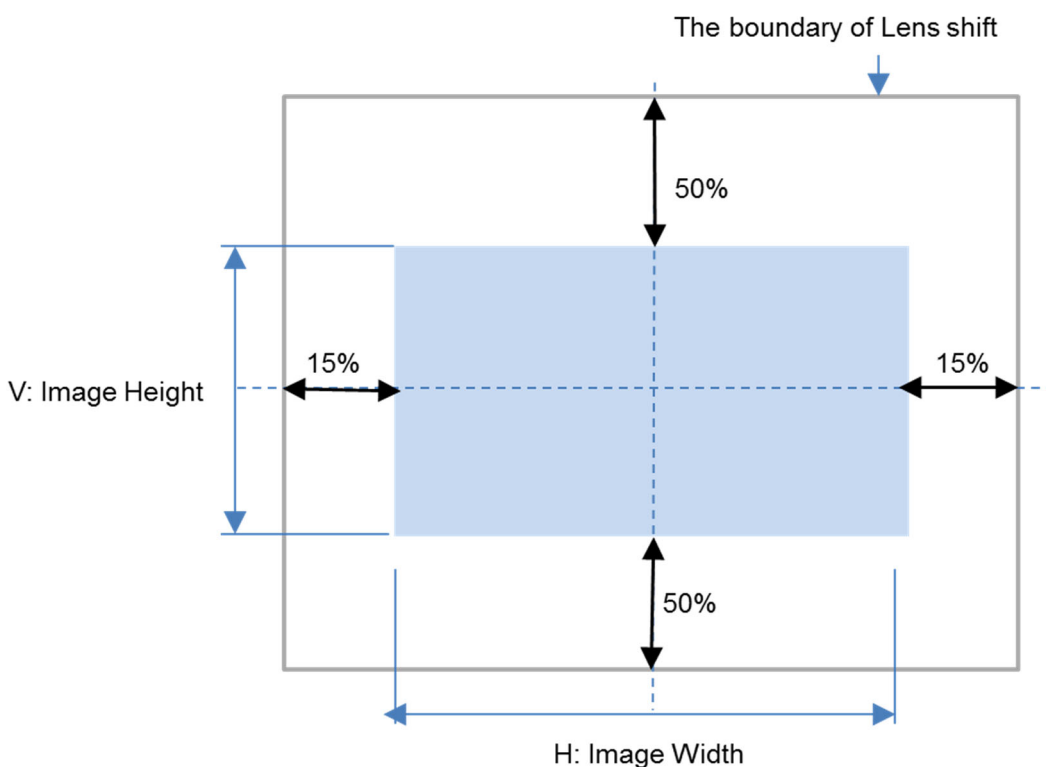 The boundary of Lens shift
50%
15%
15%
V: Image Height
50%
H: Image Width